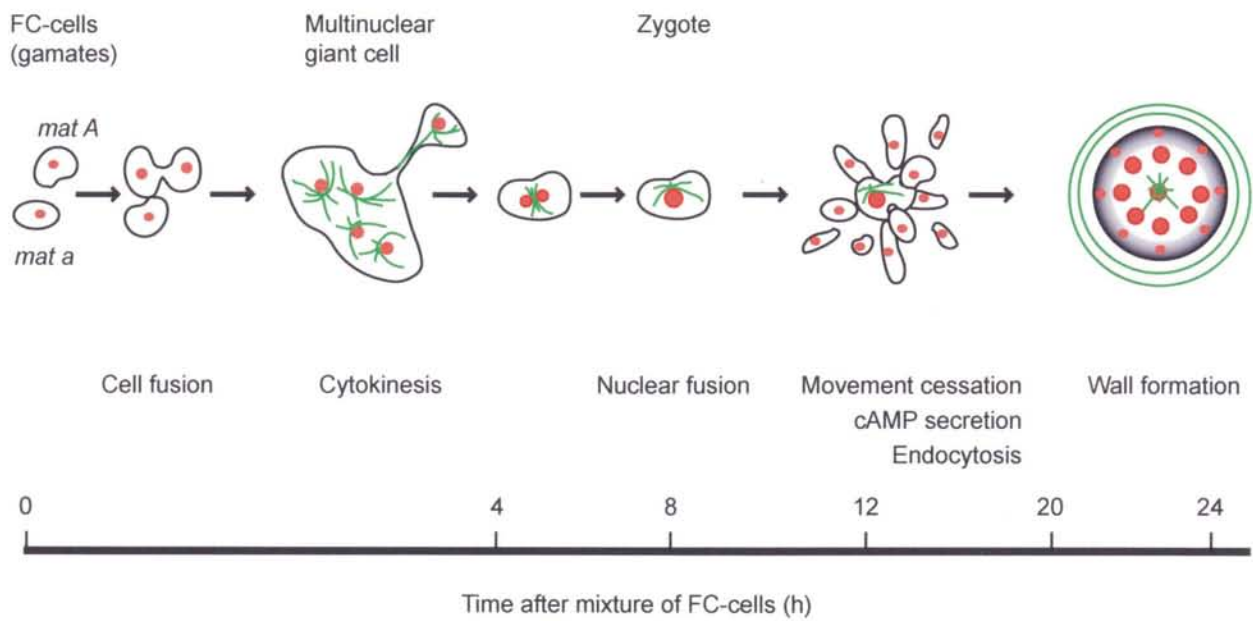 FC-cells
(gamates)
Multinuclear
giant cell
Zygote
mat A
mat a
Cell fusion
Cytokinesis
Nuclear fusion
Movement cessation
cAMP secretion
Endocytosis
Wall formation
0 4 8 12 20 24
Time after mixture of FC-cells (h)